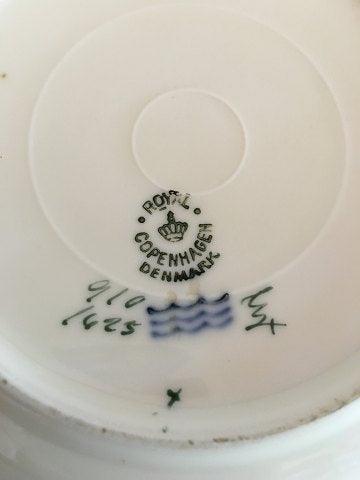 ROYAL
COPENHAGEN
DENMARK
910
1625